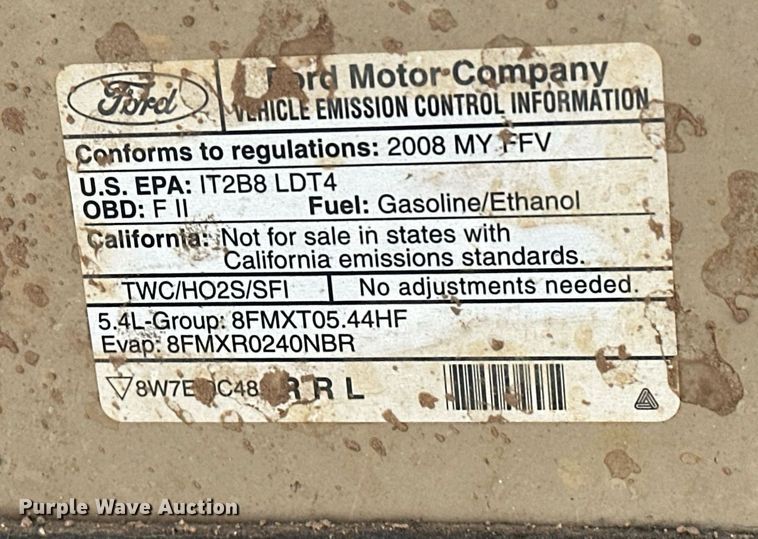 Ford
Ford Motor Company
VEHICLE EMISSION CONTROL INFORMATION
Conforms to regulations: 2008 MY FFV
U.S. EPA: IT2B8 LDT4
OBD: F II Fuel: Gasoline/Ethanol
California: Not for sale in states with
California emissions standards.
TWC/HO2S/SFI No adjustments needed.
5.4L-Group: 8FMXT05.44HF
Evap: 8FMXR0240NBR
R R L
Purple Wave Auction